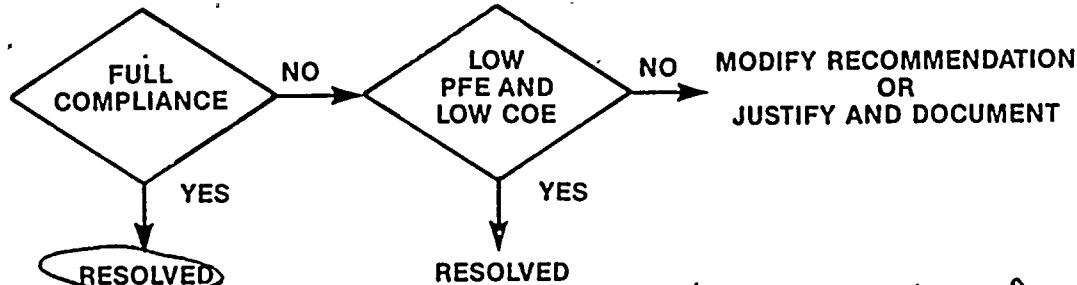 FULL
COMPLIANCE
NO
LOW
PFE AND
LOW COE
NO
MODIFY RECOMMENDATION
OR
JUSTIFY AND DOCUMENT
YES
YES
RESOLVED
RESOLVED